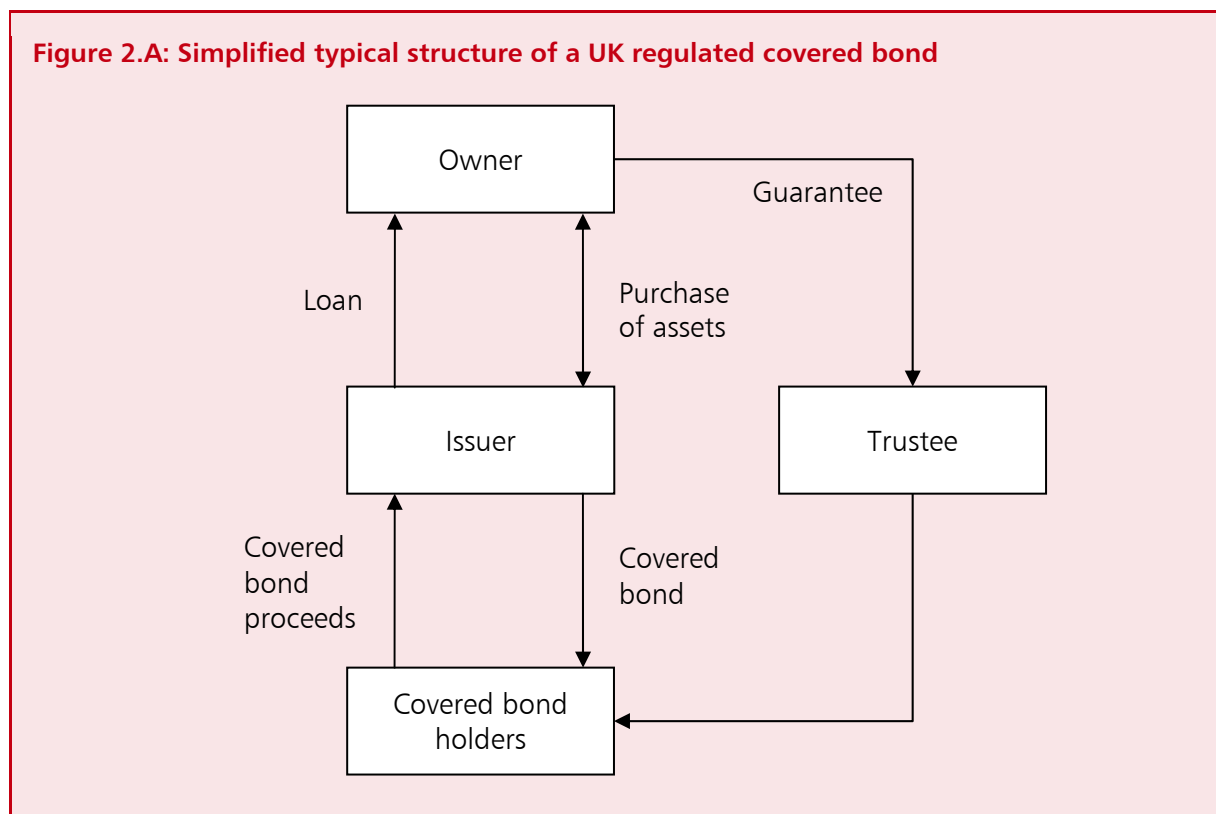 Figure 2.A: Simplified typical structure of a UK regulated covered bond
Owner
Guarantee
Loan
Purchase
of assets
Issuer
Trustee
Covered
bond
proceeds
Covered
bond
Covered bond
holders